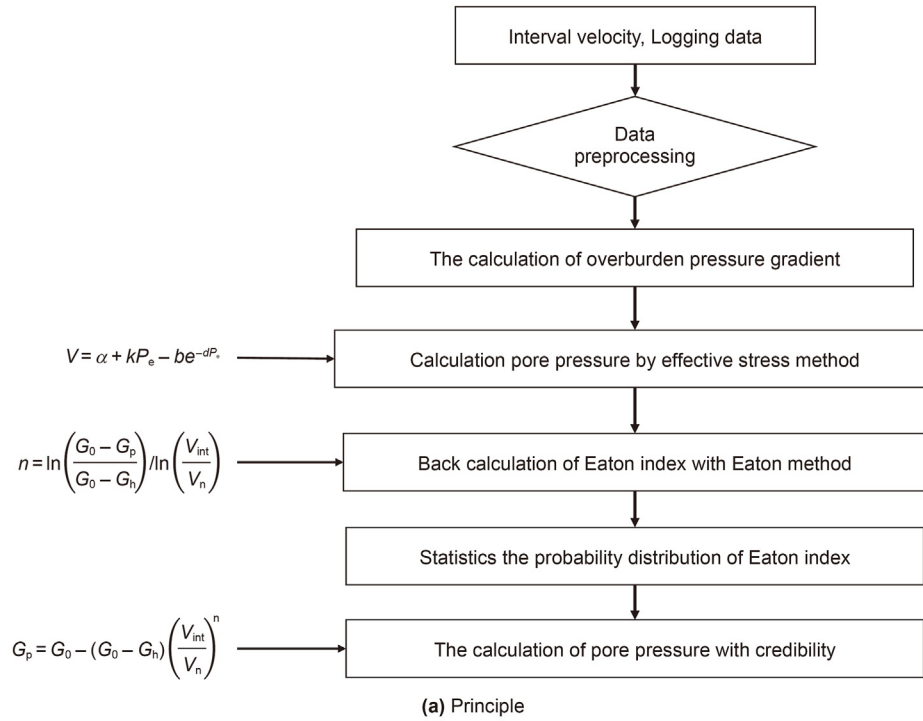 Interval velocity, Logging data
Data
preprocessing
The calculation of overburden pressure gradient
V = α + kPₑ – be^(–dPₑ)
Calculation pore pressure by effective stress method
n = ln((G₀ – Gₚ)/(G₀ – Gₕ))/ln(V_int/Vₙ)
Back calculation of Eaton index with Eaton method
Statistics the probability distribution of Eaton index
Gₚ = G₀ – (G₀ – Gₕ)(V_int/Vₙ)ⁿ
The calculation of pore pressure with credibility
(a) Principle